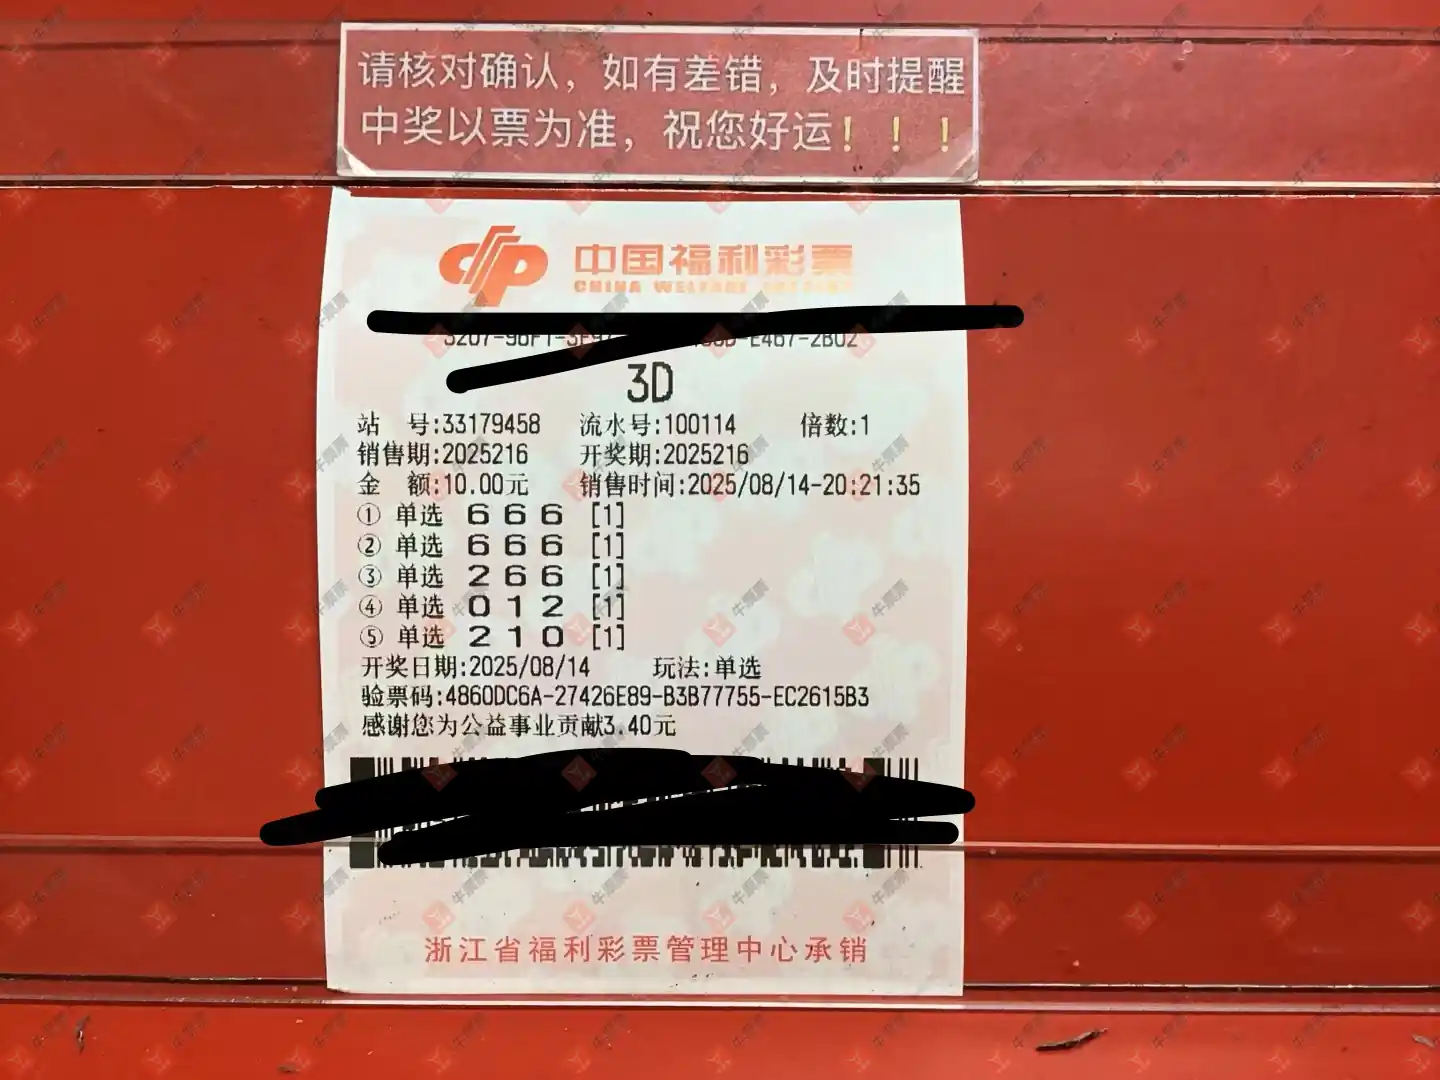 请核对确认，如有差错，及时提醒
中奖以票为准，祝您好运！！！
中国福利彩票
CHINA WELFARE LOTTERY
3D
站 号:33179458 流水号:100114 倍数:1
销售期:2025216 开奖期:2025216
金 额:10.00元 销售时间:2025/08/14-20:21:35
① 单选 6 6 6 [1]
② 单选 6 6 6 [1]
③ 单选 2 6 6 [1]
④ 单选 0 1 2 [1]
⑤ 单选 2 1 0 [1]
开奖日期:2025/08/14 玩法:单选
验票码:4860DC6A-27426E89-B3B77755-EC2615B3
感谢您为公益事业贡献3.40元
浙江省福利彩票管理中心承销
牛票票